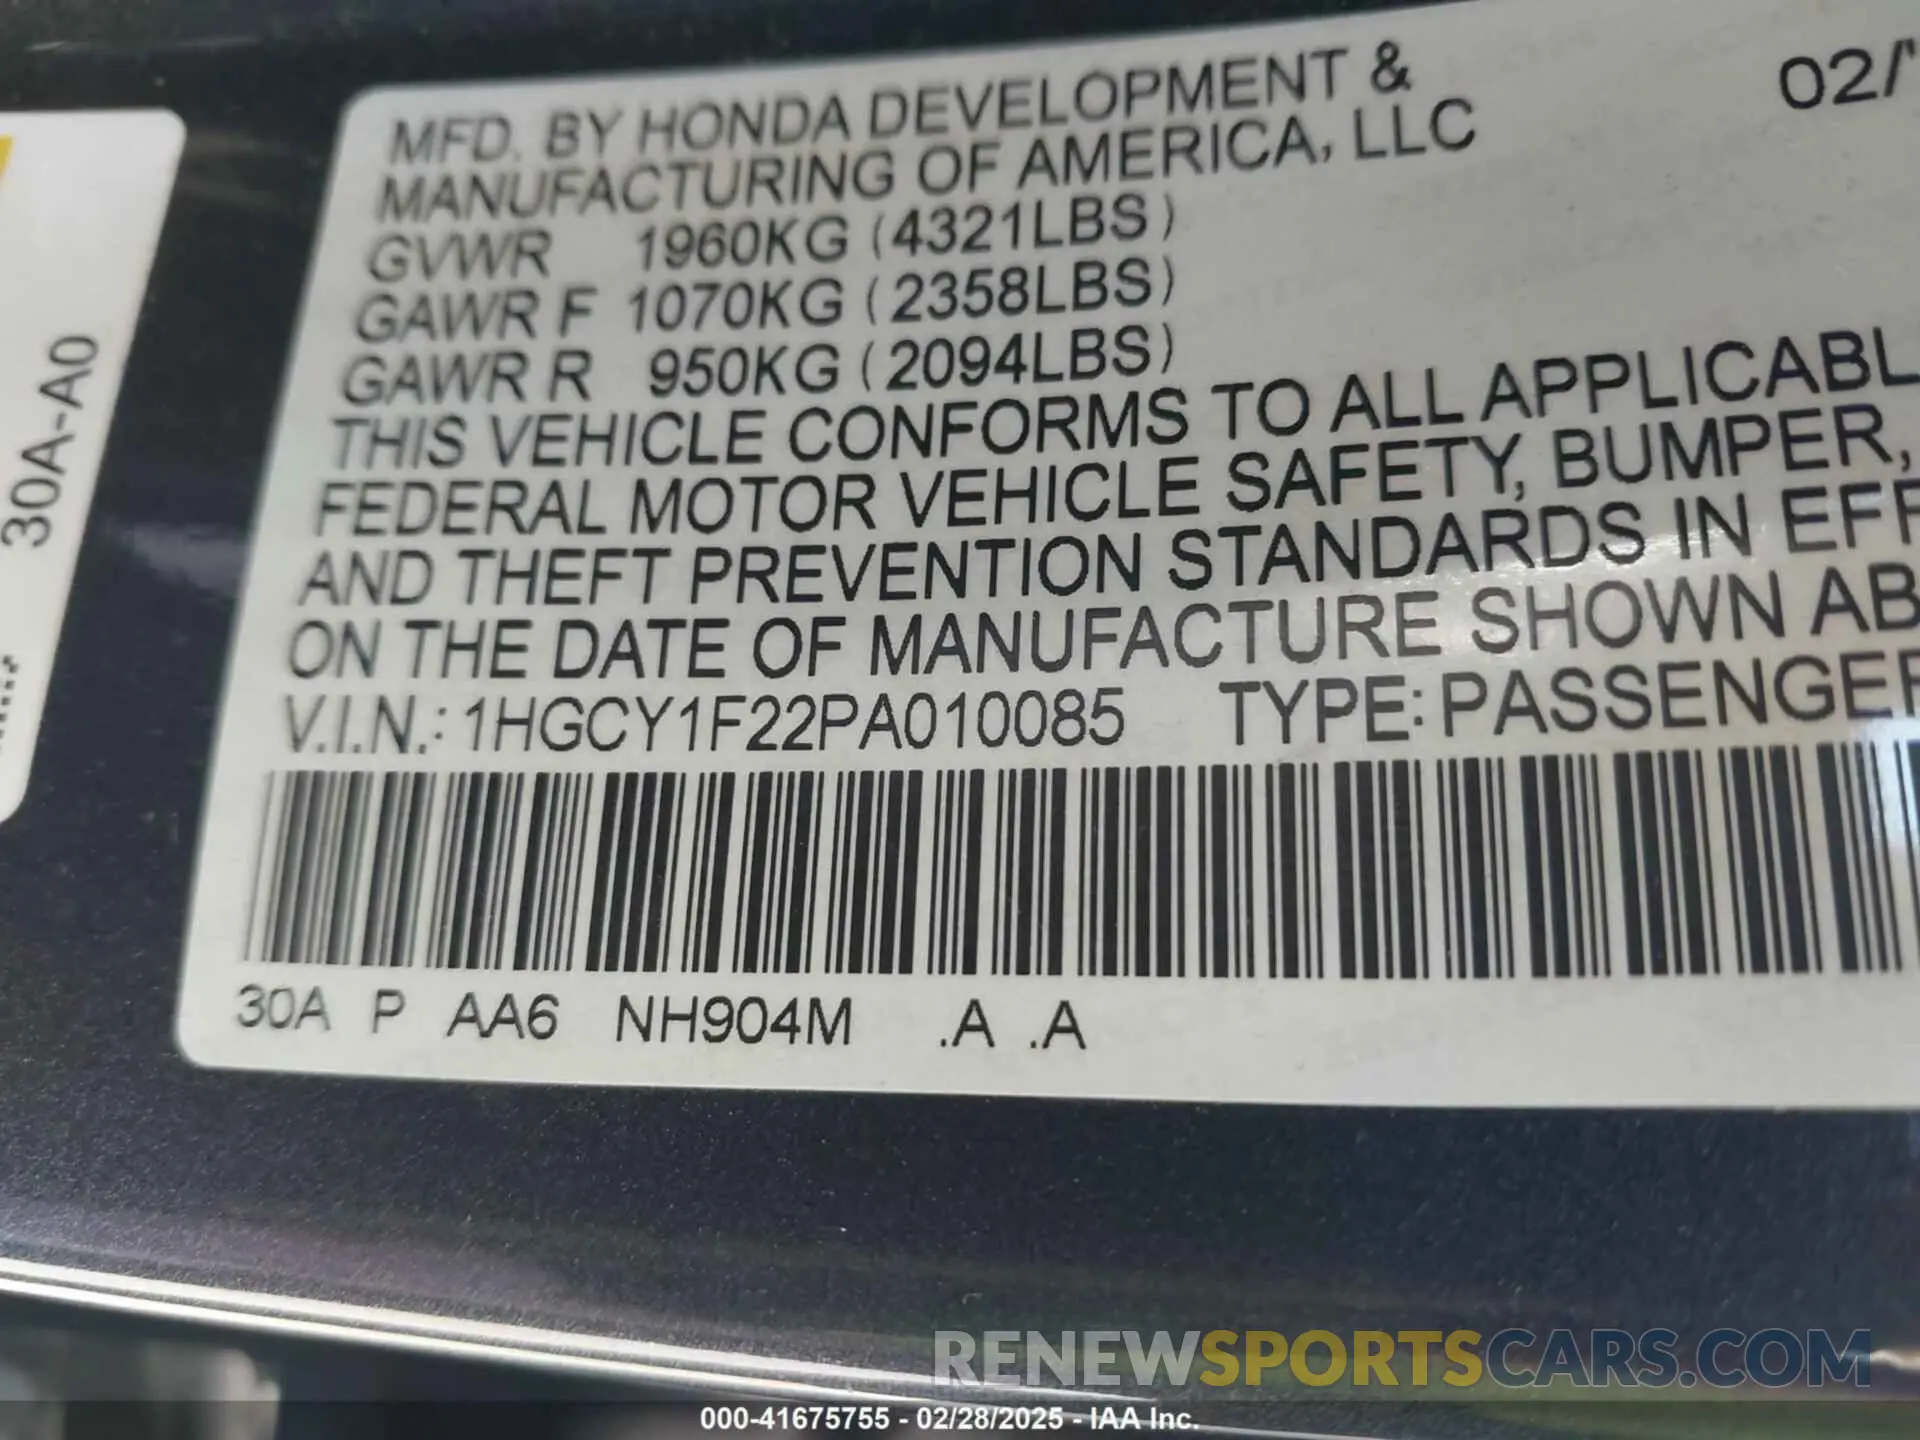 MFD. BY HONDA DEVELOPMENT & 02/
MANUFACTURING OF AMERICA, LLC
GVWR 1960KG (4321LBS)
GAWR F 1070KG (2358LBS)
GAWR R 950KG (2094LBS)
THIS VEHICLE CONFORMS TO ALL APPLICABL
FEDERAL MOTOR VEHICLE SAFETY, BUMPER,
AND THEFT PREVENTION STANDARDS IN EFF
ON THE DATE OF MANUFACTURE SHOWN AB
V.I.N.: 1HGCY1F22PA010085 TYPE: PASSENGER
30A P AA6 NH904M .A .A
30A-A0
RENEWSPORTSCARS.COM
000-41675755 - 02/28/2025 - IAA Inc.